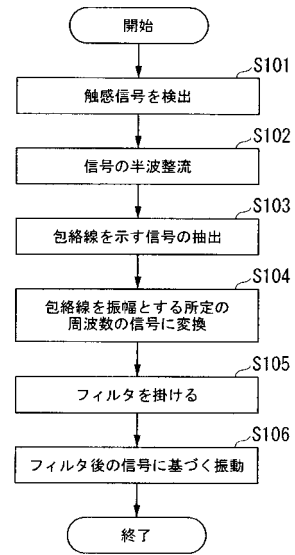 開始
S101
触感信号を検出
S102
信号の半波整流
S103
包絡線を示す信号の抽出
S104
包絡線を振幅とする所定の
周波数の信号に変換
S105
フィルタを掛ける
S106
フィルタ後の信号に基づく振動
終了